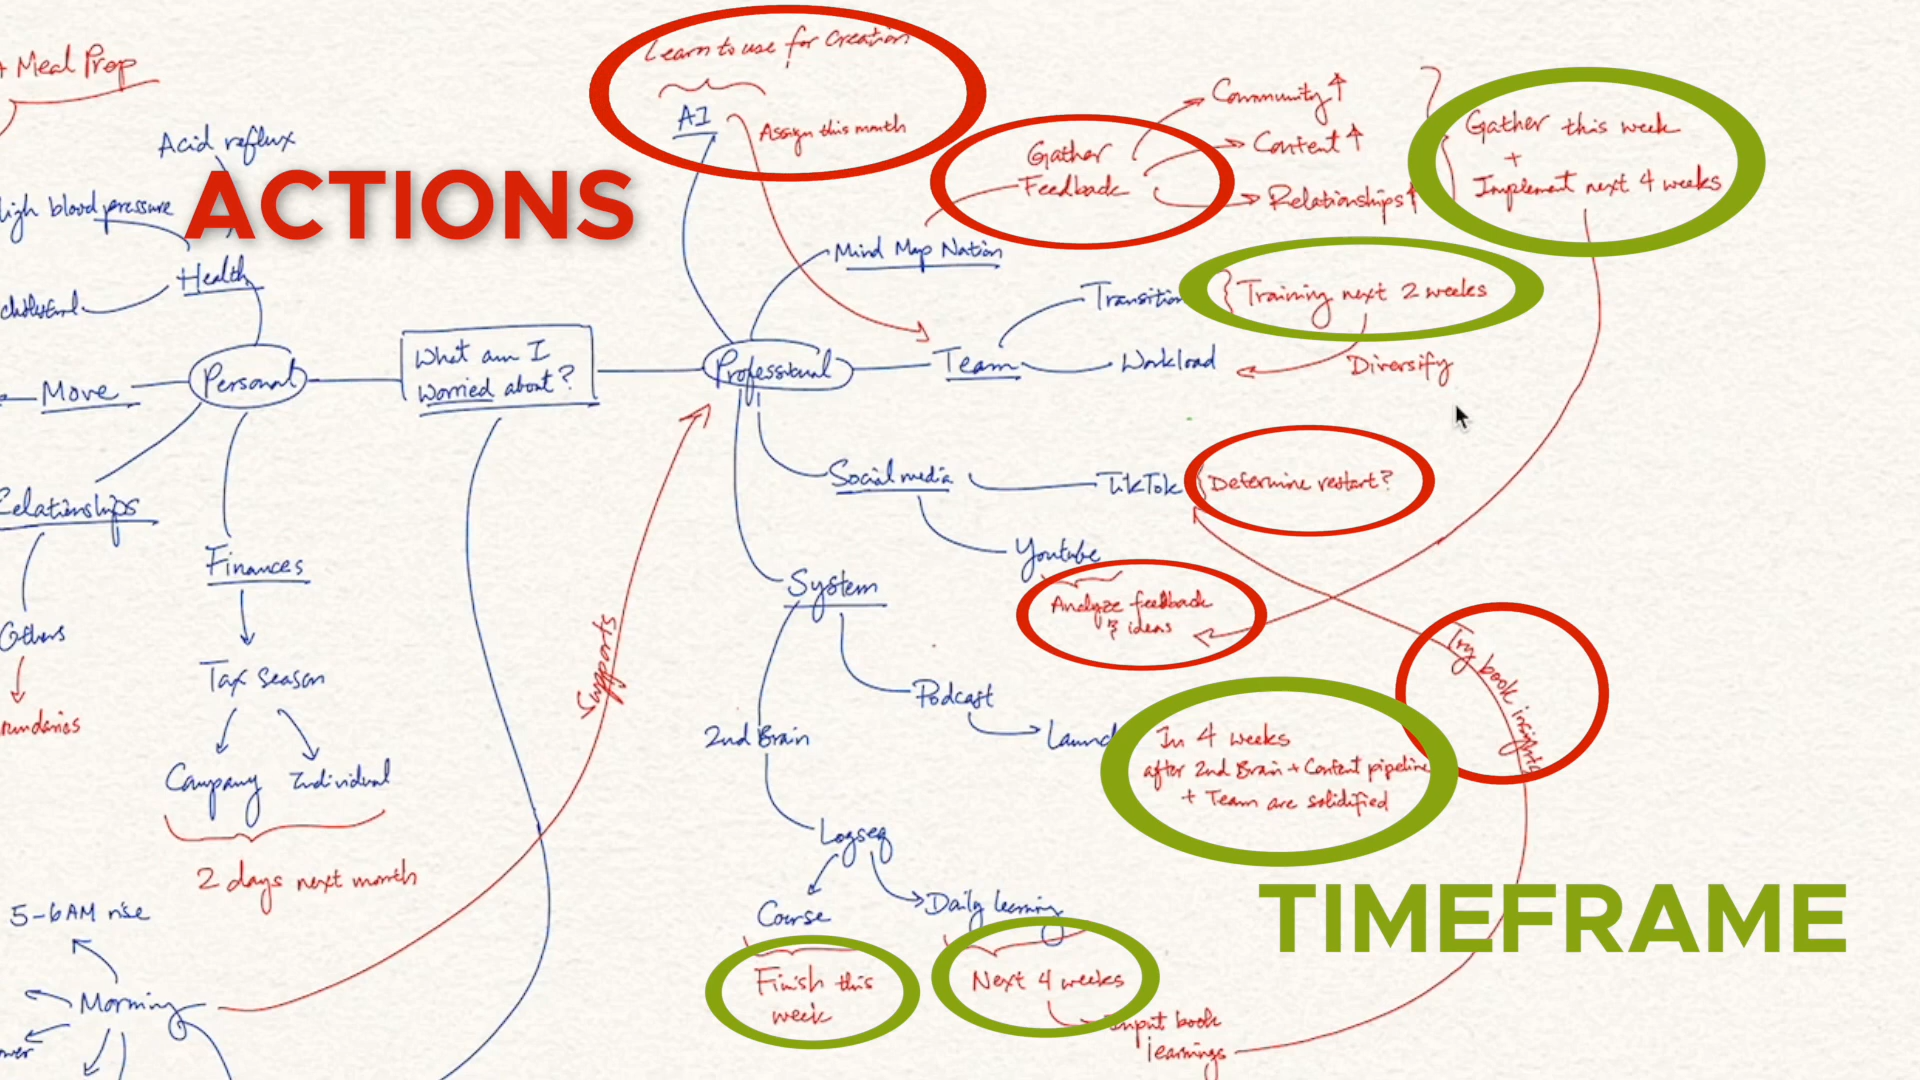 Learn to use for creation
+ Meal Prep
AI
Assign this month
Community ↑
Gather this week
+
Implement next 4 weeks
Acid reflux
Gather
Feedback
Content ↑
Relationships ↑
High blood pressure
ACTIONS
Mind Map Nation
Health
Transition
Training next 2 weeks
Move
Personal
What am I
worried about?
Professional
Team
Workload
Diversify
Social media
TikTok
Determine restart?
Relationships
Finances
Youtube
Analyze feedback
& ideas
System
Others
Supports
Try book insights
Tax season
Podcast
2nd Brain
In 4 weeks
after 2nd Brain + Content pipeline
+ Team are solidified
Company
Individual
Logseq
2 days next month
5-6AM rise
Course
Daily learning
TIMEFRAME
Finish this
week
Next 4 weeks
Morning
Input book
learnings